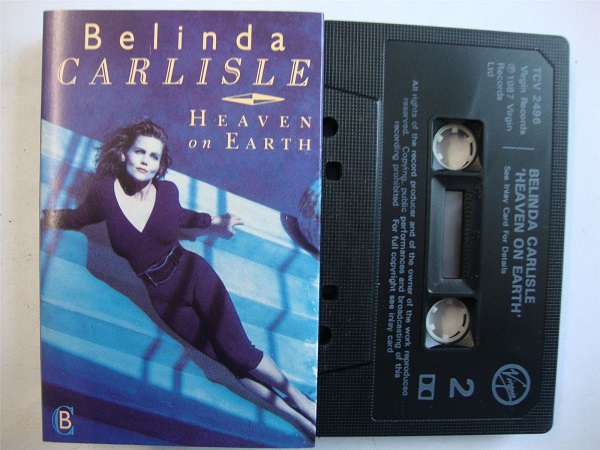 Belinda
CARLISLE
HEAVEN
on EARTH
B
C
TCV 2496
Virgin Records
℗1987 Virgin
Records
Ltd
BELINDA CARLISLE
'HEAVEN ON EARTH'
See Inlay Card For Details
All rights of the record producer and of the owner of the work reproduced
reserved. Copying, public performances and broadcasting of this
recording prohibited. For full copyright see inlay card
2
Virgin